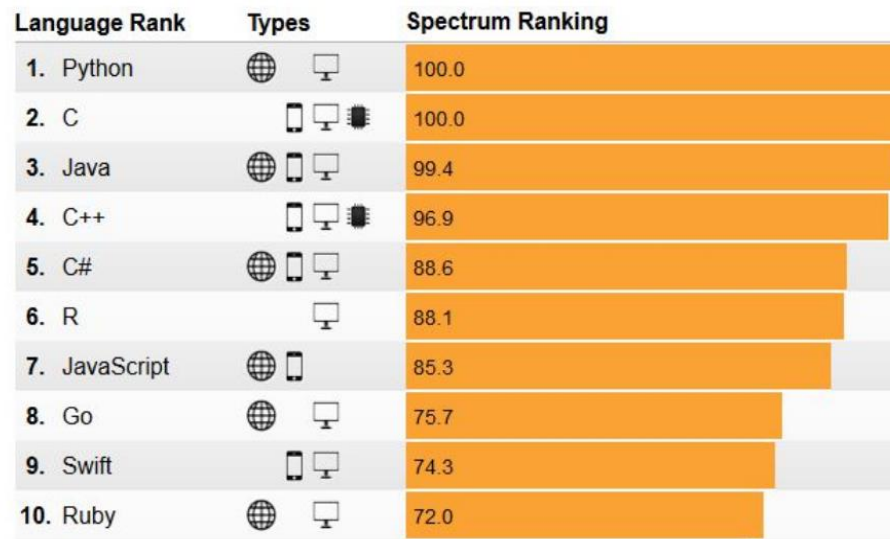 Language Rank Types Spectrum Ranking
1. Python 100.0
2. C 100.0
3. Java 99.4
4. C++ 96.9
5. C# 88.6
6. R 88.1
7. JavaScript 85.3
8. Go 75.7
9. Swift 74.3
10. Ruby 72.0